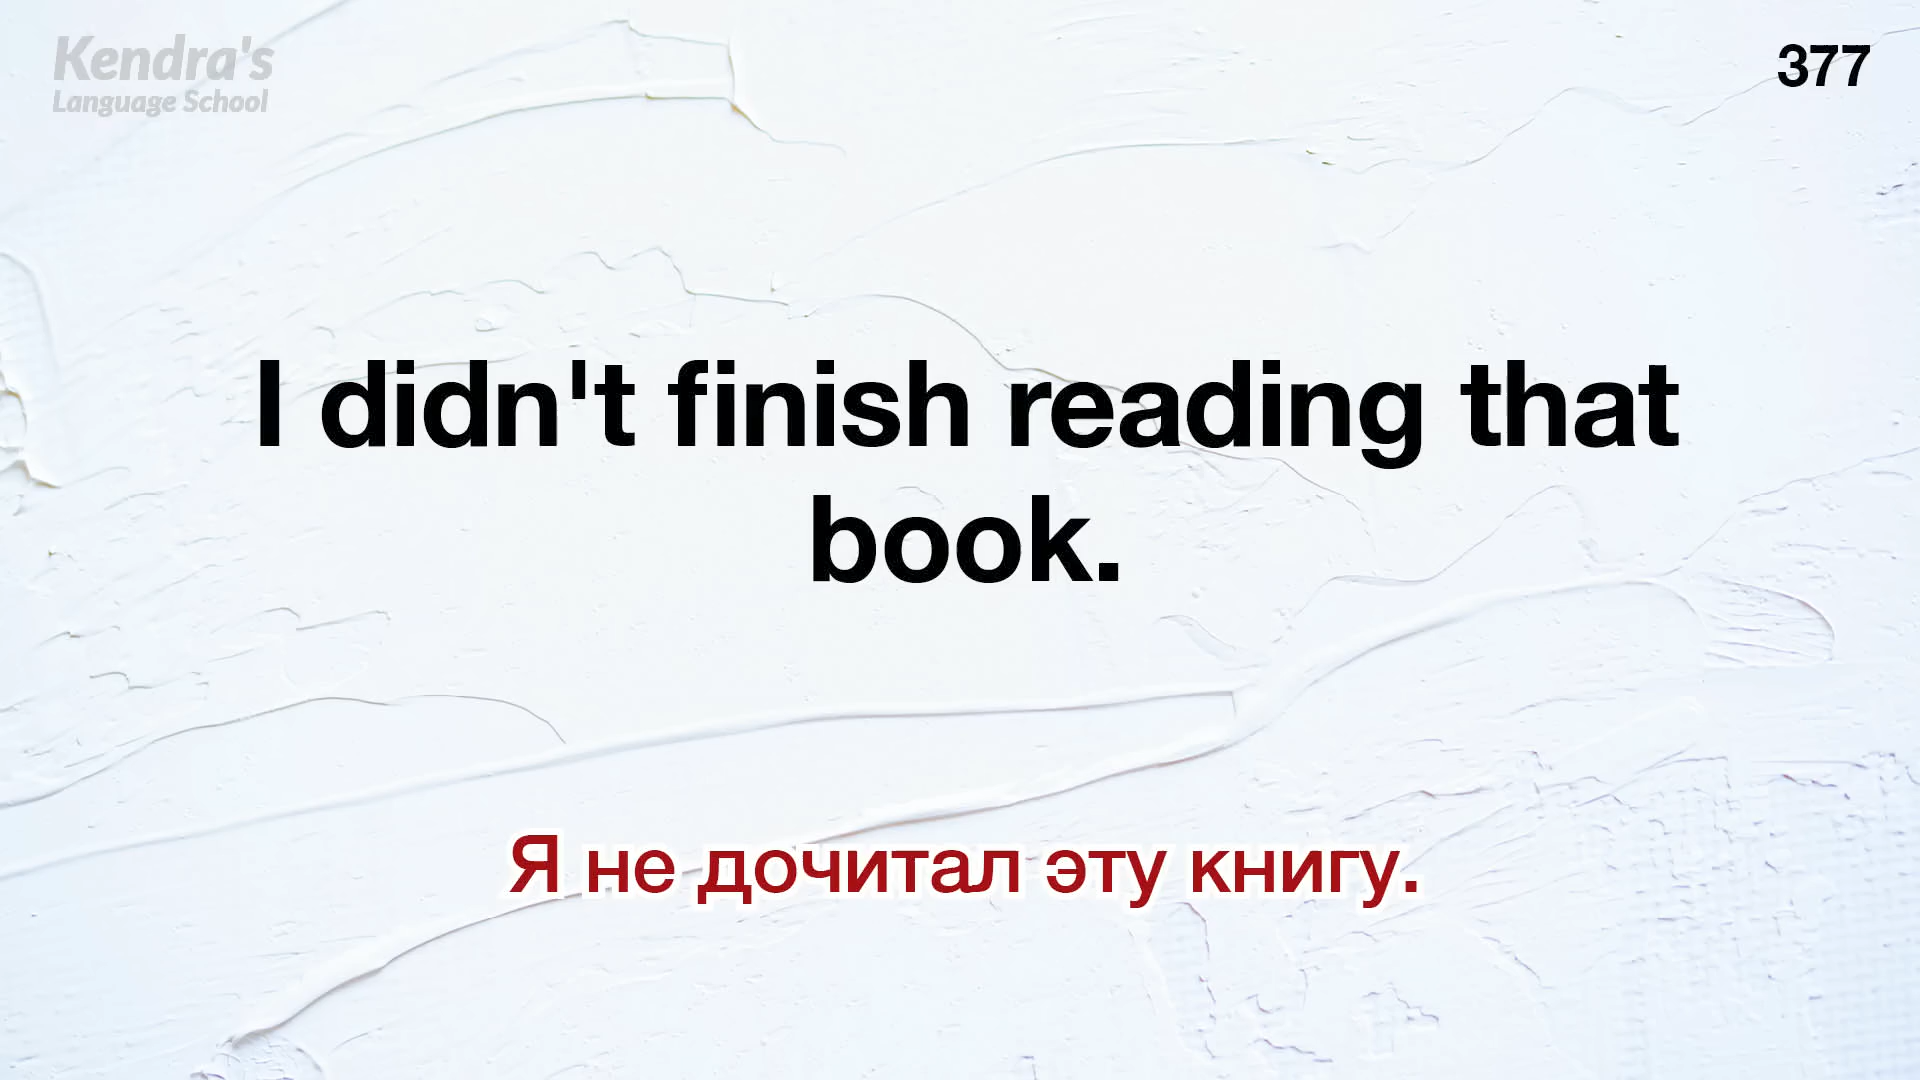 Kendra's
Language School
377
I didn't finish reading that
book.
Я не дочитал эту книгу.